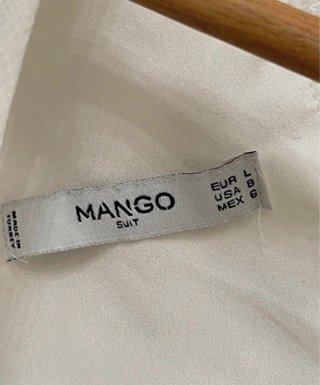 MANGO
SUIT
EUR L
USA 8
MEX 6
MADE IN
TURKEY